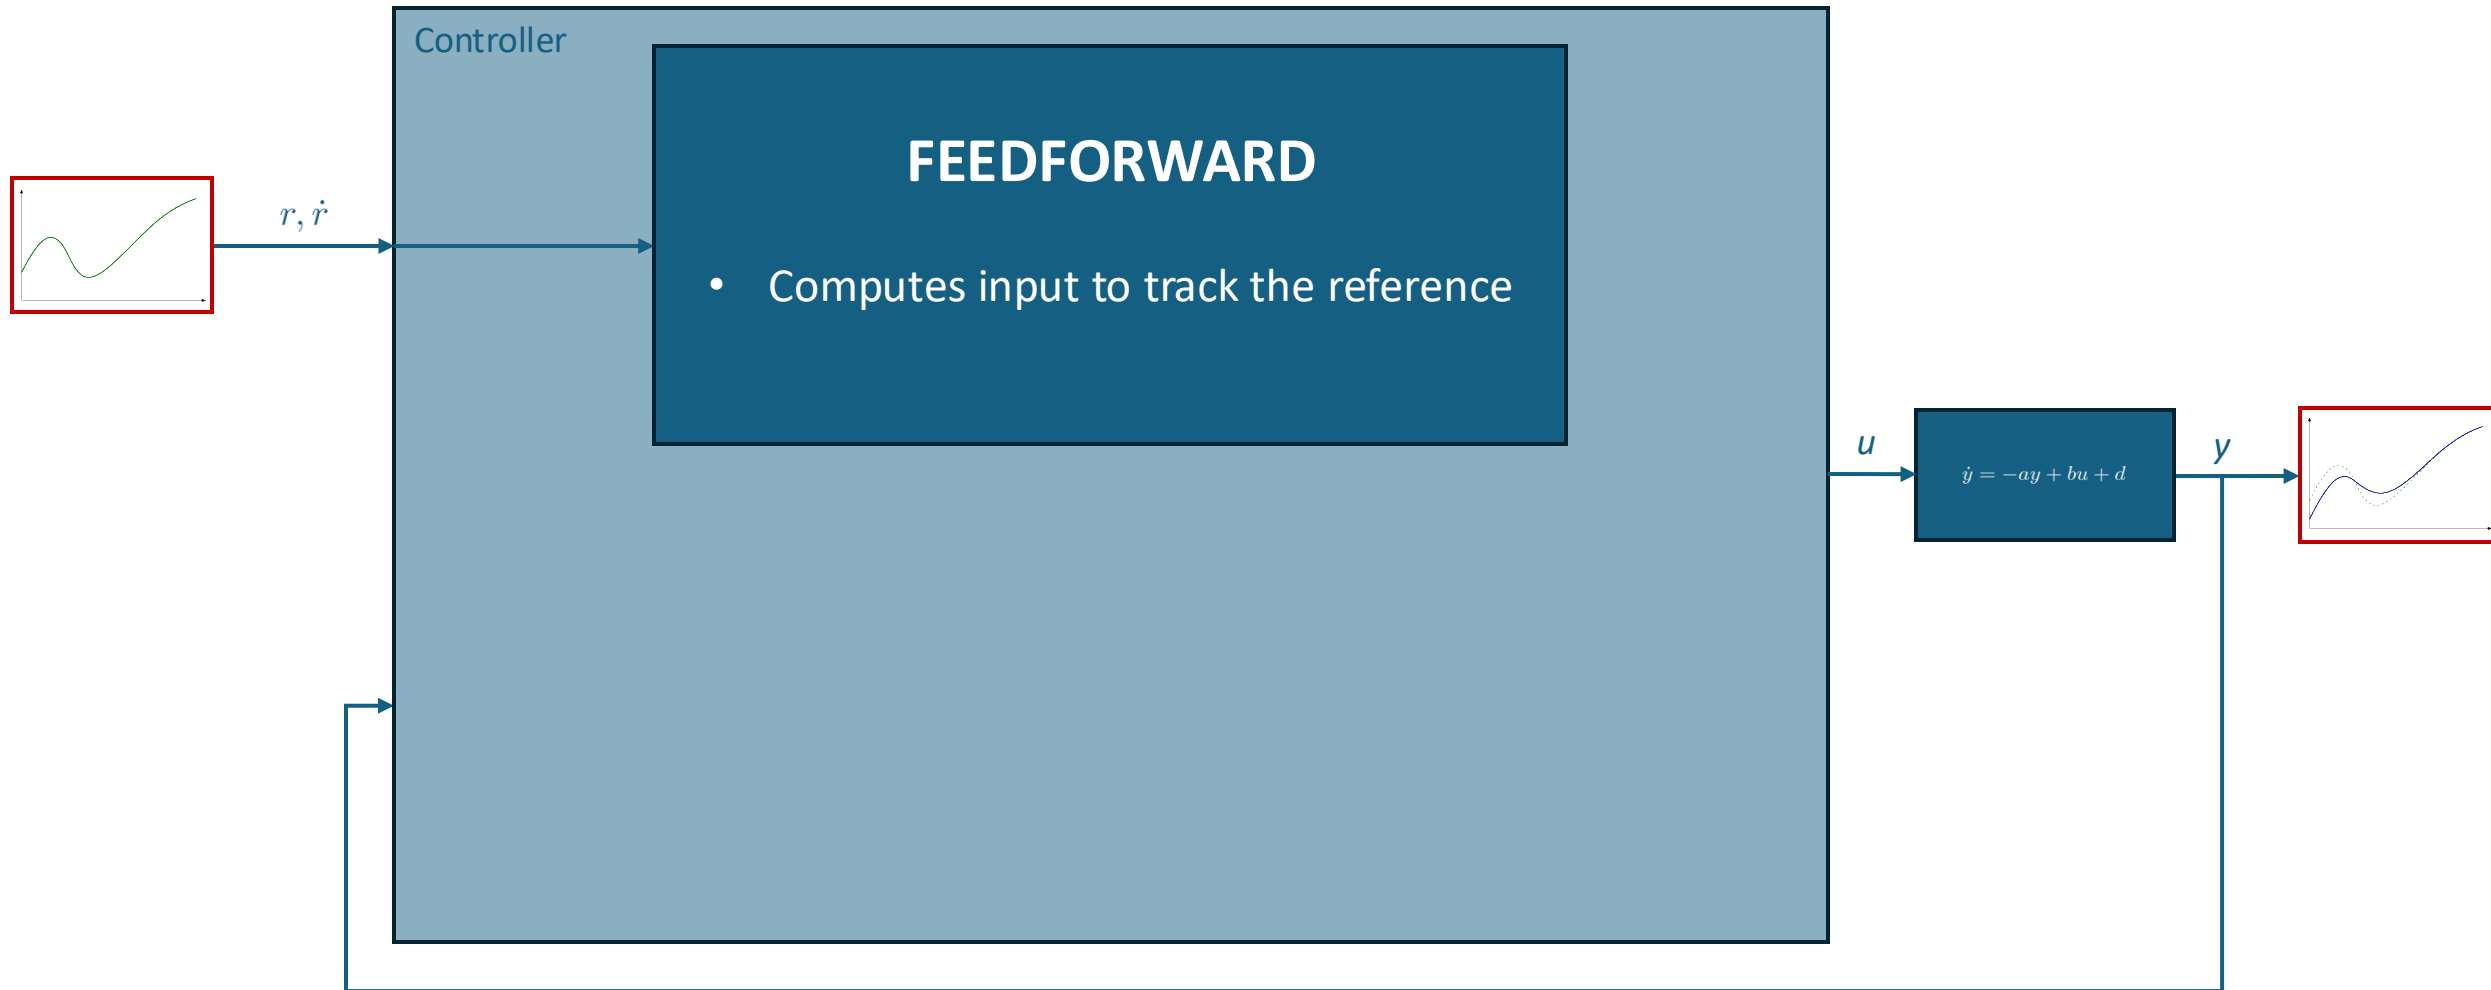 Controller
FEEDFORWARD
r, ṙ
• Computes input to track the reference
u
y
ẏ = −ay + bu + d